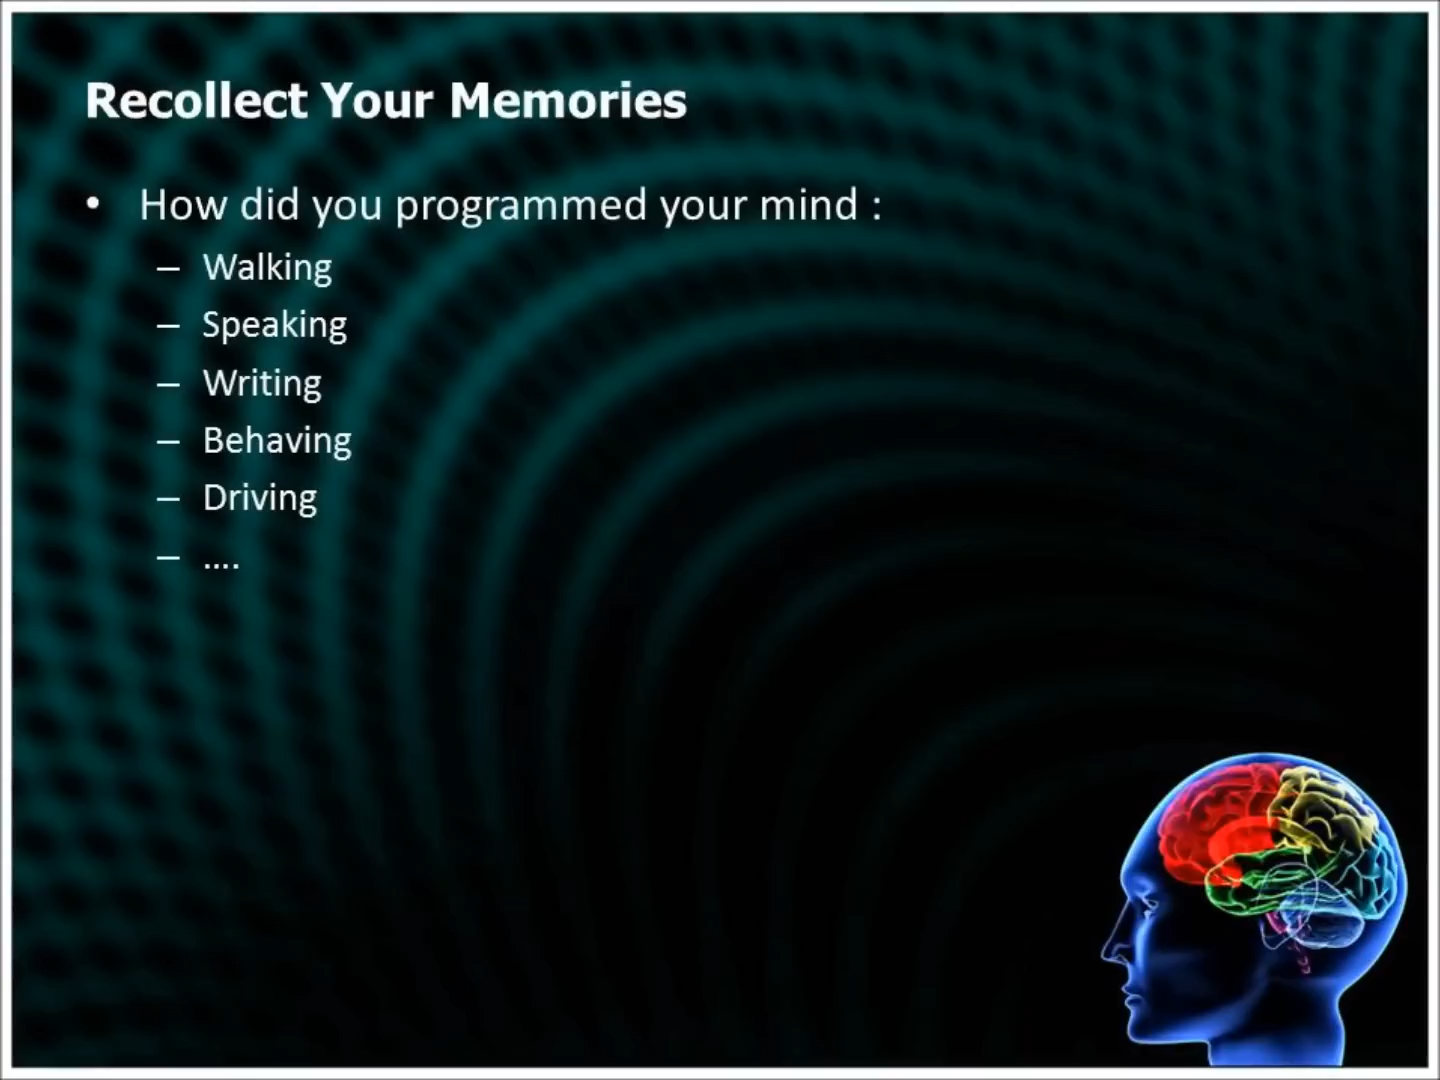 Recollect Your Memories
• How did you programmed your mind :
– Walking
– Speaking
– Writing
– Behaving
– Driving
– ....